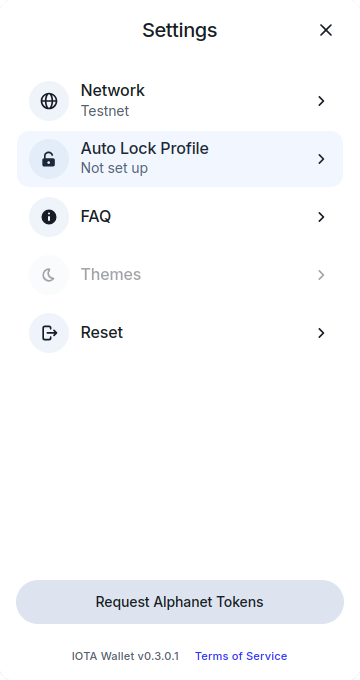 Settings
Network
Testnet
Auto Lock Profile
Not set up
FAQ
Themes
Reset
Request Alphanet Tokens
IOTA Wallet v0.3.0.1 Terms of Service